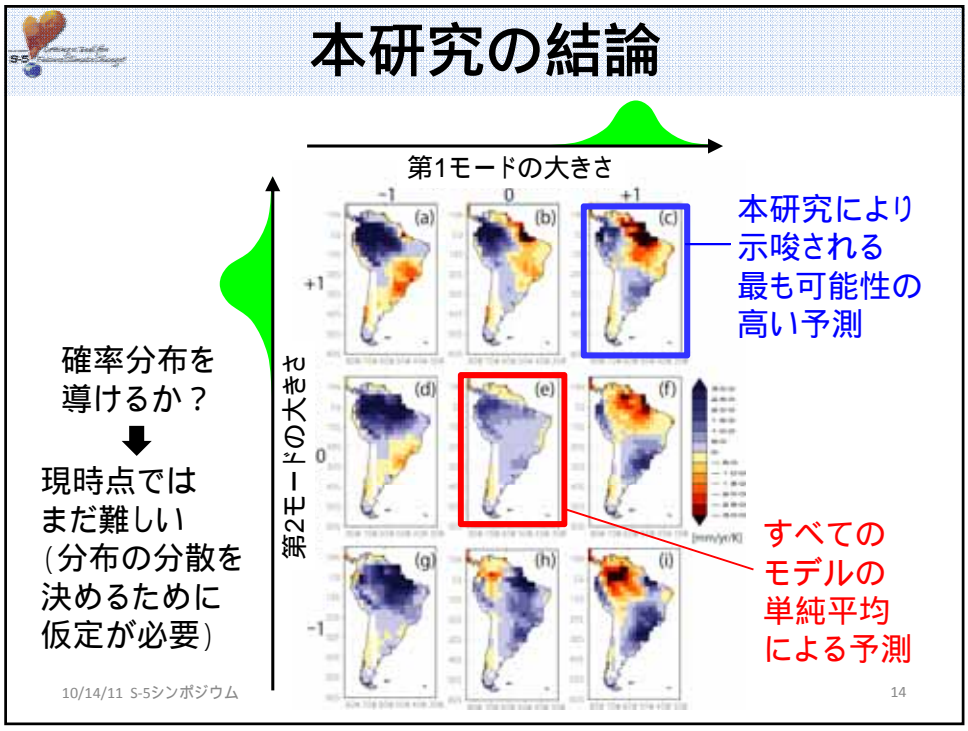 S-5
本研究の結論
第1モードの大きさ
-1
0
+1
(a)
(b)
(c)
+1
本研究により
示唆される
最も可能性の
高い予測
確率分布を
導けるか？
現時点では
まだ難しい
(分布の分散を
決めるために
仮定が必要)
第2モードの大きさ
(d)
(e)
(f)
0
[mm/yr/K]
(g)
(h)
(i)
-1
すべての
モデルの
単純平均
による予測
10/14/11 S-5シンポジウム
14